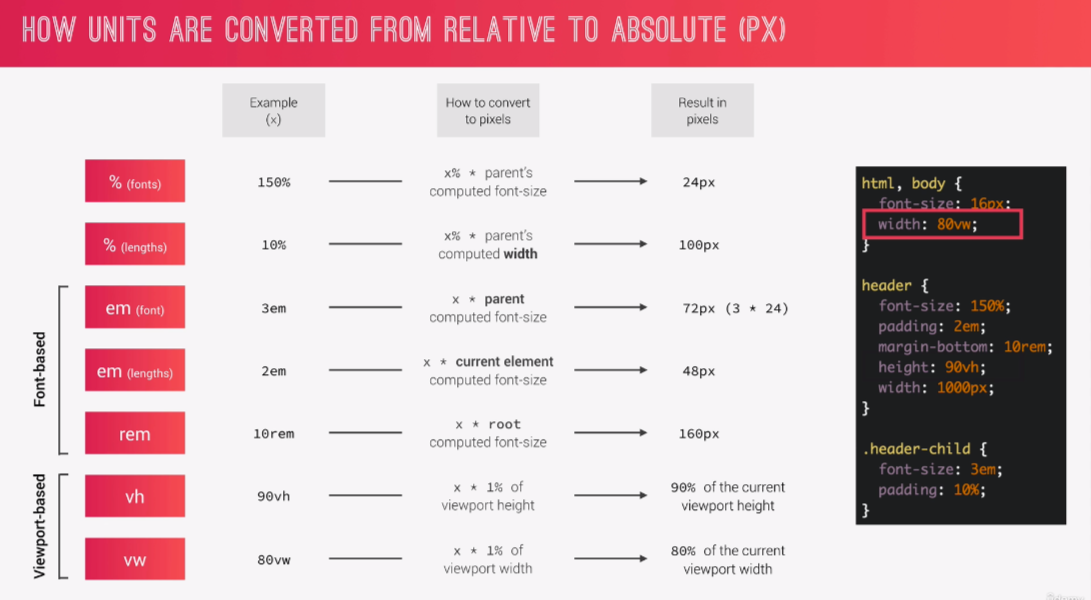 HOW UNITS ARE CONVERTED FROM RELATIVE TO ABSOLUTE (PX)
Example
(x)
How to convert
to pixels
Result in
pixels
% (fonts)
150%
x% * parent's
computed font-size
24px
% (lengths)
10%
x% * parent's
computed width
100px
Font-based
em (font)
3em
x * parent
computed font-size
72px (3 * 24)
em (lengths)
2em
x * current element
computed font-size
48px
rem
10rem
x * root
computed font-size
160px
Viewport-based
vh
90vh
x * 1% of
viewport height
90% of the current
viewport height
vw
80vw
x * 1% of
viewport width
80% of the current
viewport width
html, body {
font-size: 16px;
width: 80vw;
}
header {
font-size: 150%;
padding: 2em;
margin-bottom: 10rem;
height: 90vh;
width: 1000px;
}
.header-child {
font-size: 3em;
padding: 10%;
}